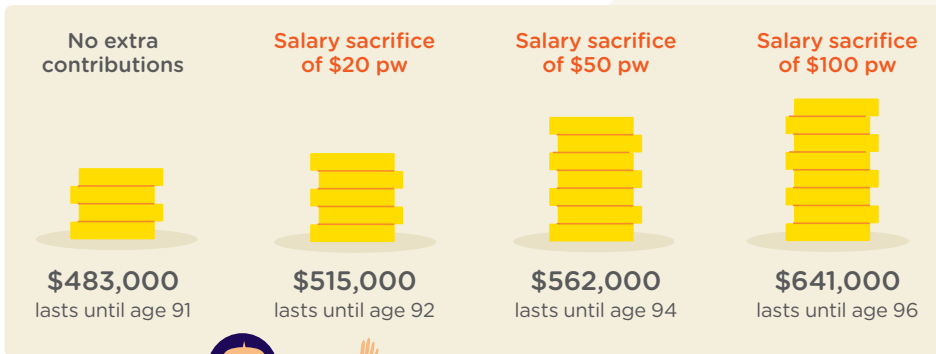 No extra
contributions
$483,000
lasts until age 91
Salary sacrifice
of $20 pw
$515,000
lasts until age 92
Salary sacrifice
of $50 pw
$562,000
lasts until age 94
Salary sacrifice
of $100 pw
$641,000
lasts until age 96